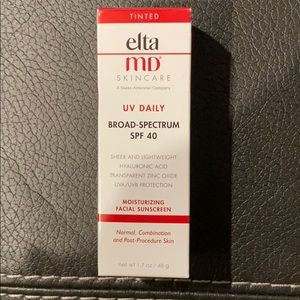 TINTED
elta
MD®
SKINCARE
A Swiss-American Company
UV DAILY
BROAD-SPECTRUM
SPF 40
SHEER AND LIGHTWEIGHT
HYALURONIC ACID
TRANSPARENT ZINC OXIDE
UVA/UVB PROTECTION
MOISTURIZING
FACIAL SUNSCREEN
Normal, Combination
and Post-Procedure Skin
net wt 1.7 oz / 48 g